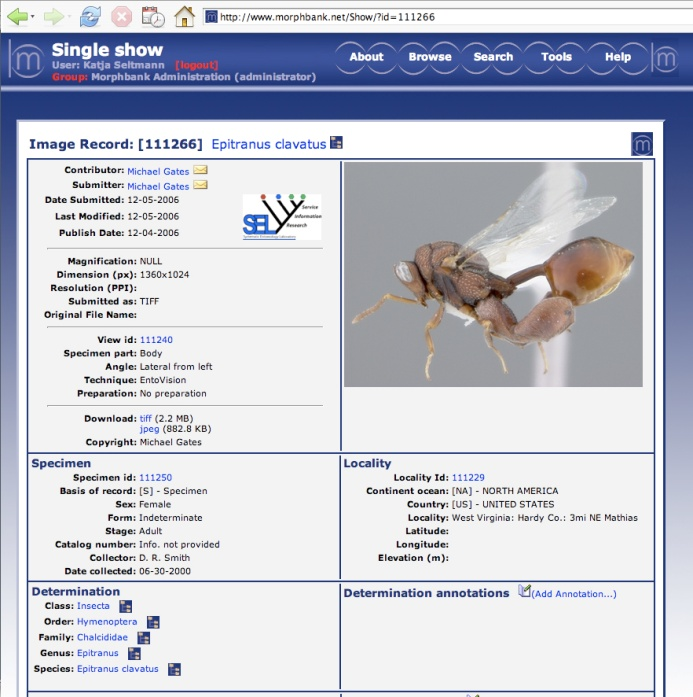 http://www.morphbank.net/Show/?id=111266
Single show
User: Katja Seltmann [logout]
Group: Morphbank Administration (administrator)
About Browse Search Tools Help
Image Record: [111266] Epitranus clavatus
Contributor: Michael Gates
Submitter: Michael Gates
Date Submitted: 12-05-2006
Last Modified: 12-05-2006
Publish Date: 12-04-2006
SEL
Service
Information
Research
Magnification: NULL
Dimension (px): 1360x1024
Resolution (PPI):
Submitted as: TIFF
Original File Name:
View id: 111240
Specimen part: Body
Angle: Lateral from left
Technique: EntoVision
Preparation: No preparation
Download: tiff (2.2 MB)
jpeg (882.8 KB)
Copyright: Michael Gates
Specimen
Specimen id: 111250
Basis of record: [S] - Specimen
Sex: Female
Form: Indeterminate
Stage: Adult
Catalog number: Info. not provided
Collector: D. R. Smith
Date collected: 06-30-2000
Locality
Locality Id: 111229
Continent ocean: [NA] - NORTH AMERICA
Country: [US] - UNITED STATES
Locality: West Virginia: Hardy Co.: 3mi NE Mathias
Latitude:
Longitude:
Elevation (m):
Determination
Class: Insecta
Order: Hymenoptera
Family: Chalcididae
Genus: Epitranus
Species: Epitranus clavatus
Determination annotations (Add Annotation...)